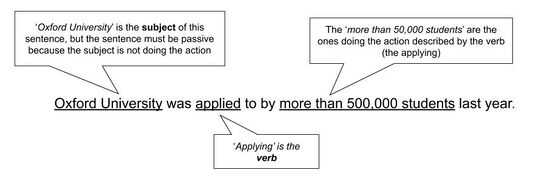 ‘Oxford University’ is the subject of this
sentence, but the sentence must be passive
because the subject is not doing the action
The ‘more than 50,000 students’ are the
ones doing the action described by the verb
(the applying)
Oxford University was applied to by more than 500,000 students last year.
‘Applying’ is the
verb